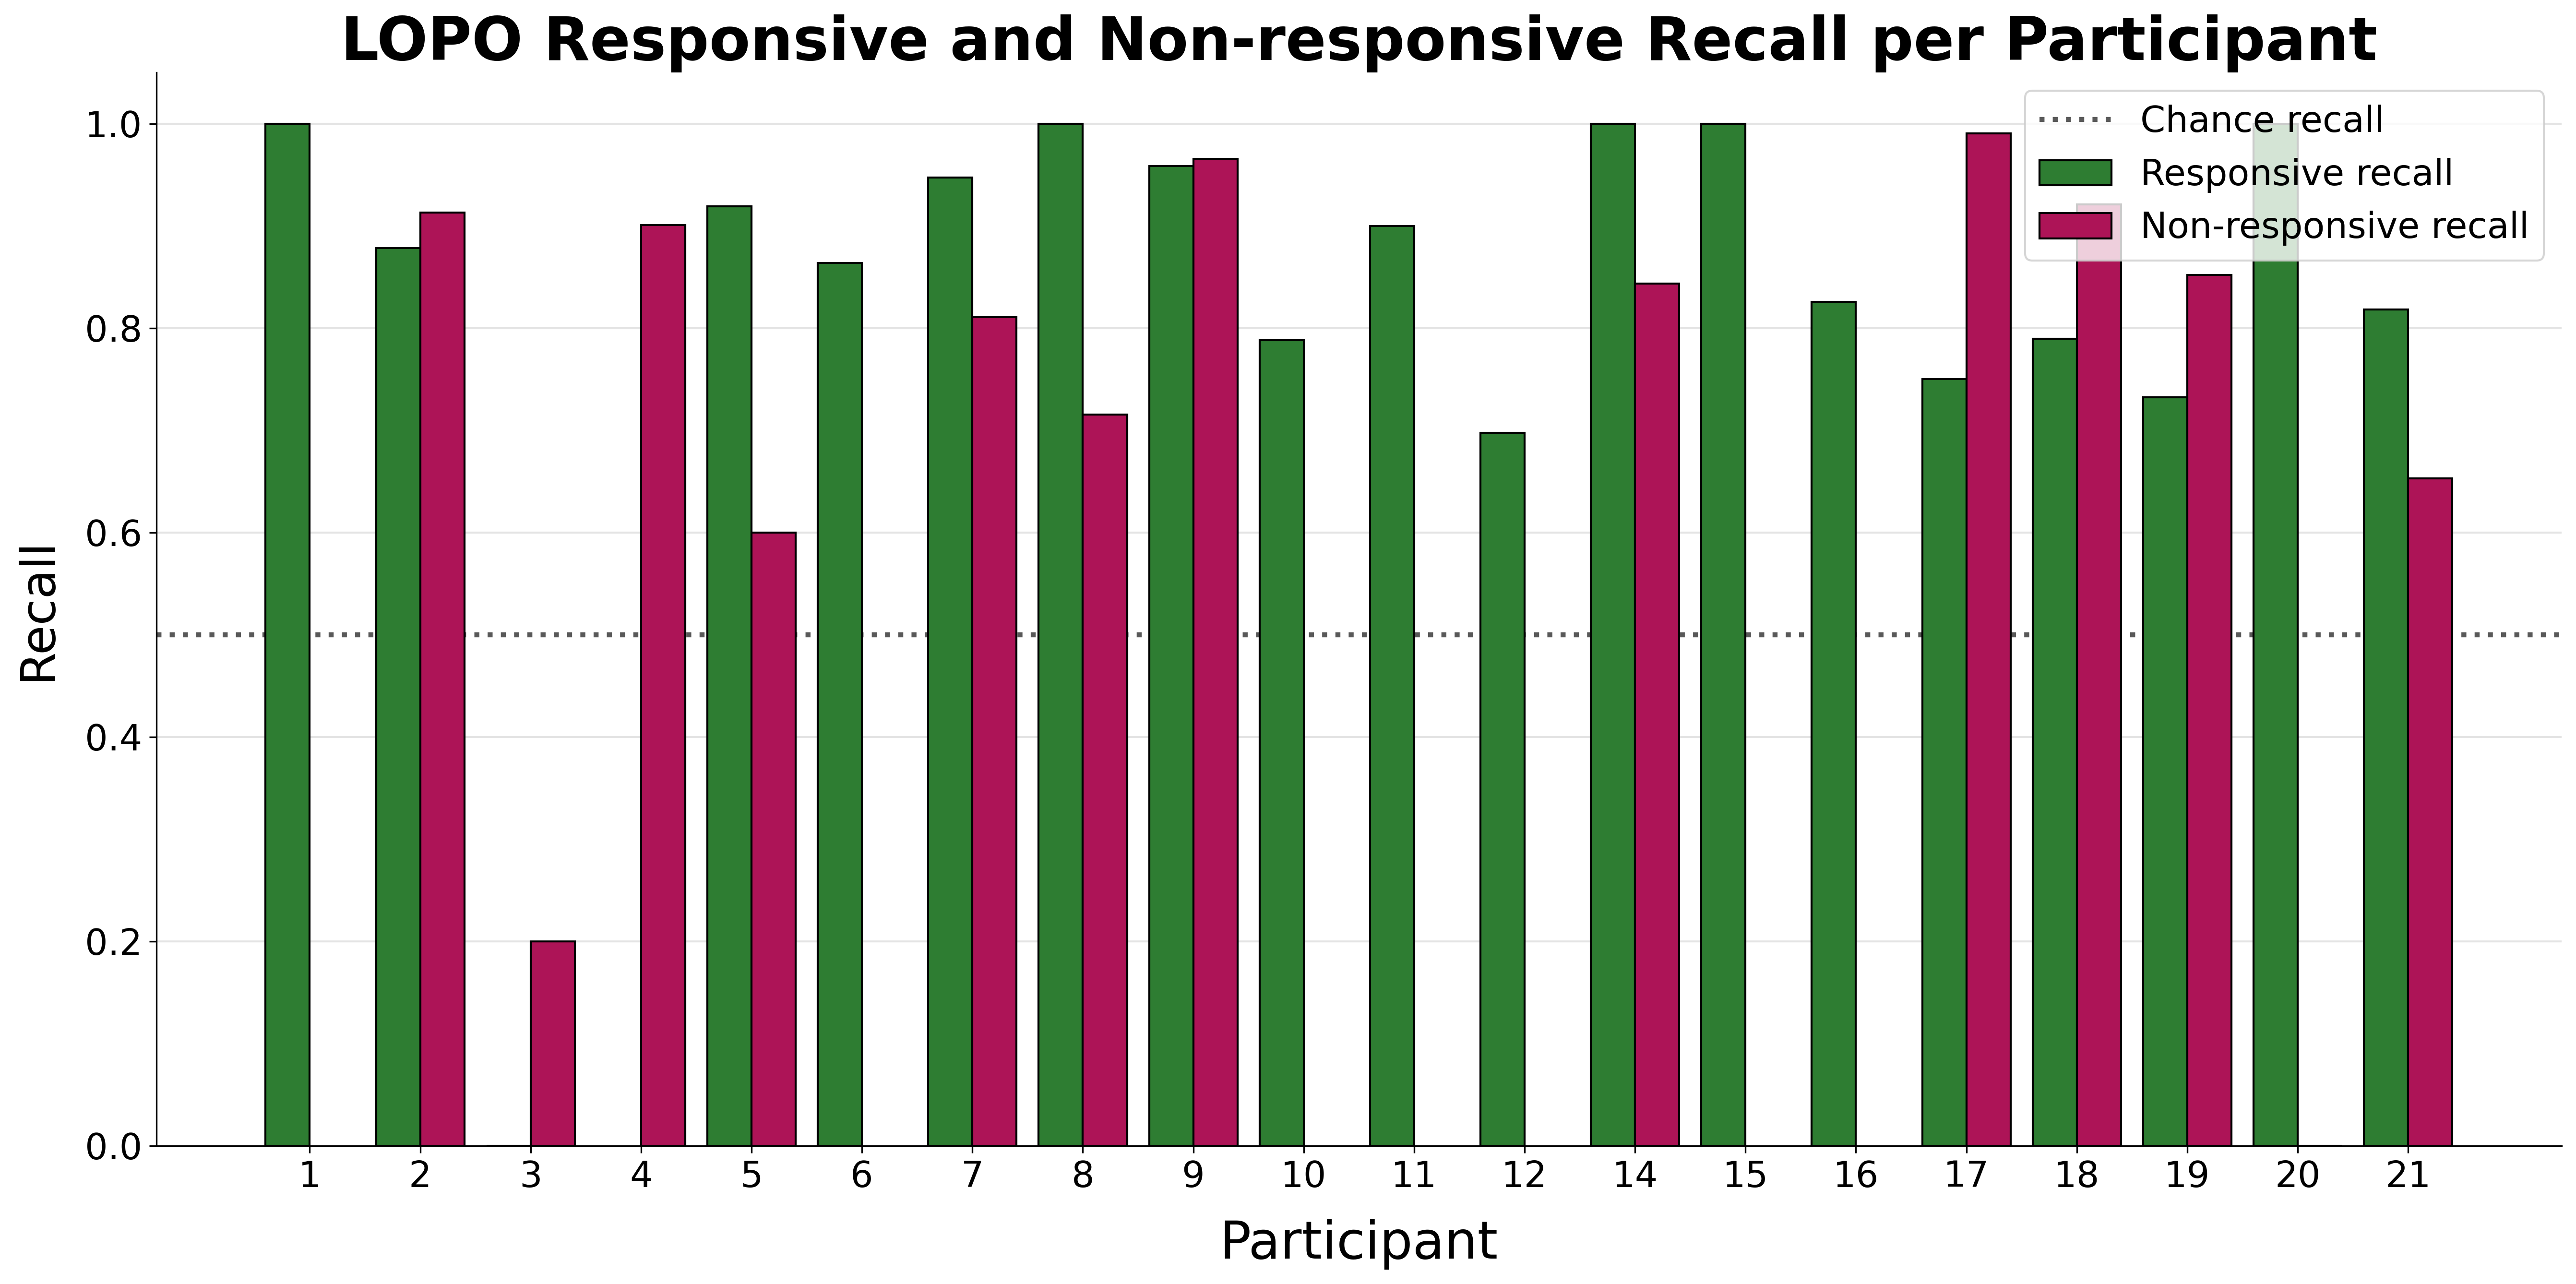 LOPO Responsive and Non-responsive Recall per Participant
Chance recall
Responsive recall
Non-responsive recall
Recall
1.0
0.8
0.6
0.4
0.2
0.0
1 2 3 4 5 6 7 8 9 10 11 12 14 15 16 17 18 19 20 21
Participant